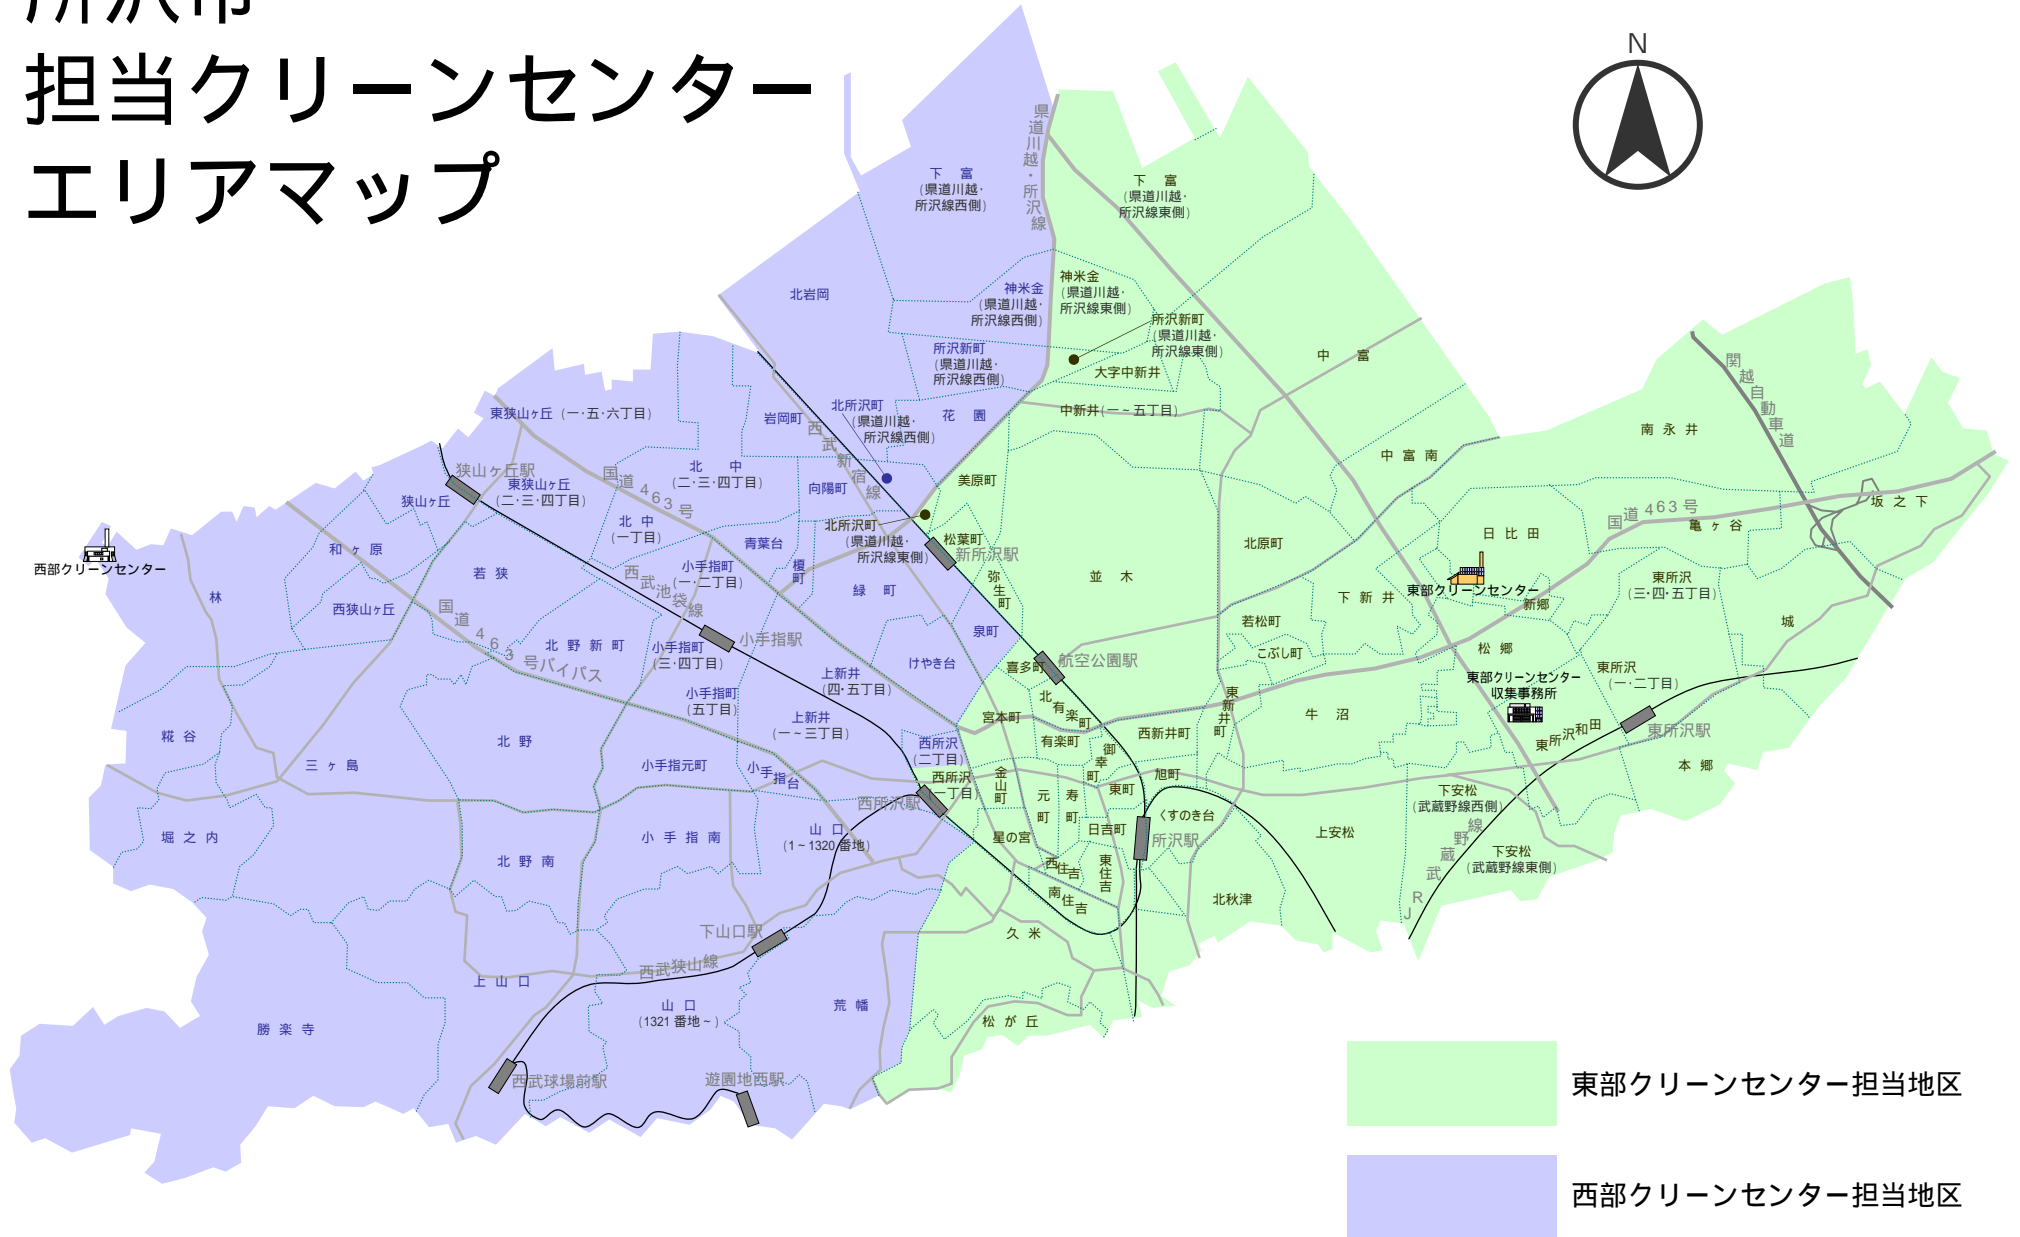 所沢市
担当クリーンセンター
エリアマップ
N
県道川越・所沢線
下 富
(県道川越・
所沢線西側)
下 富
(県道川越・
所沢線東側)
神米金
(県道川越・
所沢線西側)
神米金
(県道川越・
所沢線東側)
北岩岡
所沢新町
(県道川越・
所沢線東側)
所沢新町
(県道川越・
所沢線西側)
大字中新井
中 富
関越自動車道
東狭山ヶ丘(一・五・六丁目)
岩岡町
北所沢町
(県道川越・
所沢線西側)
花 園
中新井(一~五丁目)
南 永 井
西武新宿線
中 富 南
狭山ヶ丘駅
国道463号
北 中
(二・三・四丁目)
東狭山ヶ丘
(二・三・四丁目)
向陽町
美原町
狭山ヶ丘
坂 之 下
国道463号
亀 ヶ 谷
北 中
(一丁目)
北所沢町
(県道川越・
所沢線東側)
松葉町
新所沢駅
青葉台
北原町
日 比 田
和 ヶ 原
西部クリーンセンター
若 狭
西武池袋線
小手指町
(一・二丁目)
榎町
緑 町
弥生町
並 木
東所沢
(三・四・五丁目)
東部クリーンセンター
新郷
下 新 井
林
西狭山ヶ丘
国道463号バイパス
北 野 新 町
小手指駅
小手指町
(三・四丁目)
泉町
若松町
城
けやき台
喜多町
航空公園駅
こぶし町
松 郷
上新井
(四・五丁目)
東部クリーンセンター
収集事務所
東所沢
(一・二丁目)
小手指町
(五丁目)
北有楽町
東新井町
牛 沼
上新井
(一~三丁目)
宮本町
糀 谷
北 野
西所沢
(二丁目)
有楽町
御幸町
西新井町
東所沢和田
東所沢駅
三 ヶ 島
小手指元町
小手指台
西所沢
(一丁目)
金山町
旭町
本 郷
西所沢駅
元町
寿町
東町
くすのき台
下安松
(武蔵野線西側)
堀 之 内
小 手 指 南
山 口
(1~1320 番地)
星の宮
日吉町
所沢駅
上安松
北 野 南
西住吉
東住吉
下安松
(武蔵野線東側)
JR武蔵野線
南住吉
北秋津
下山口駅
久 米
西武狭山線
上 山 口
勝 楽 寺
山 口
(1321 番地~)
荒 幡
松 が 丘
西武球場前駅
遊園地西駅
東部クリーンセンター担当地区
西部クリーンセンター担当地区